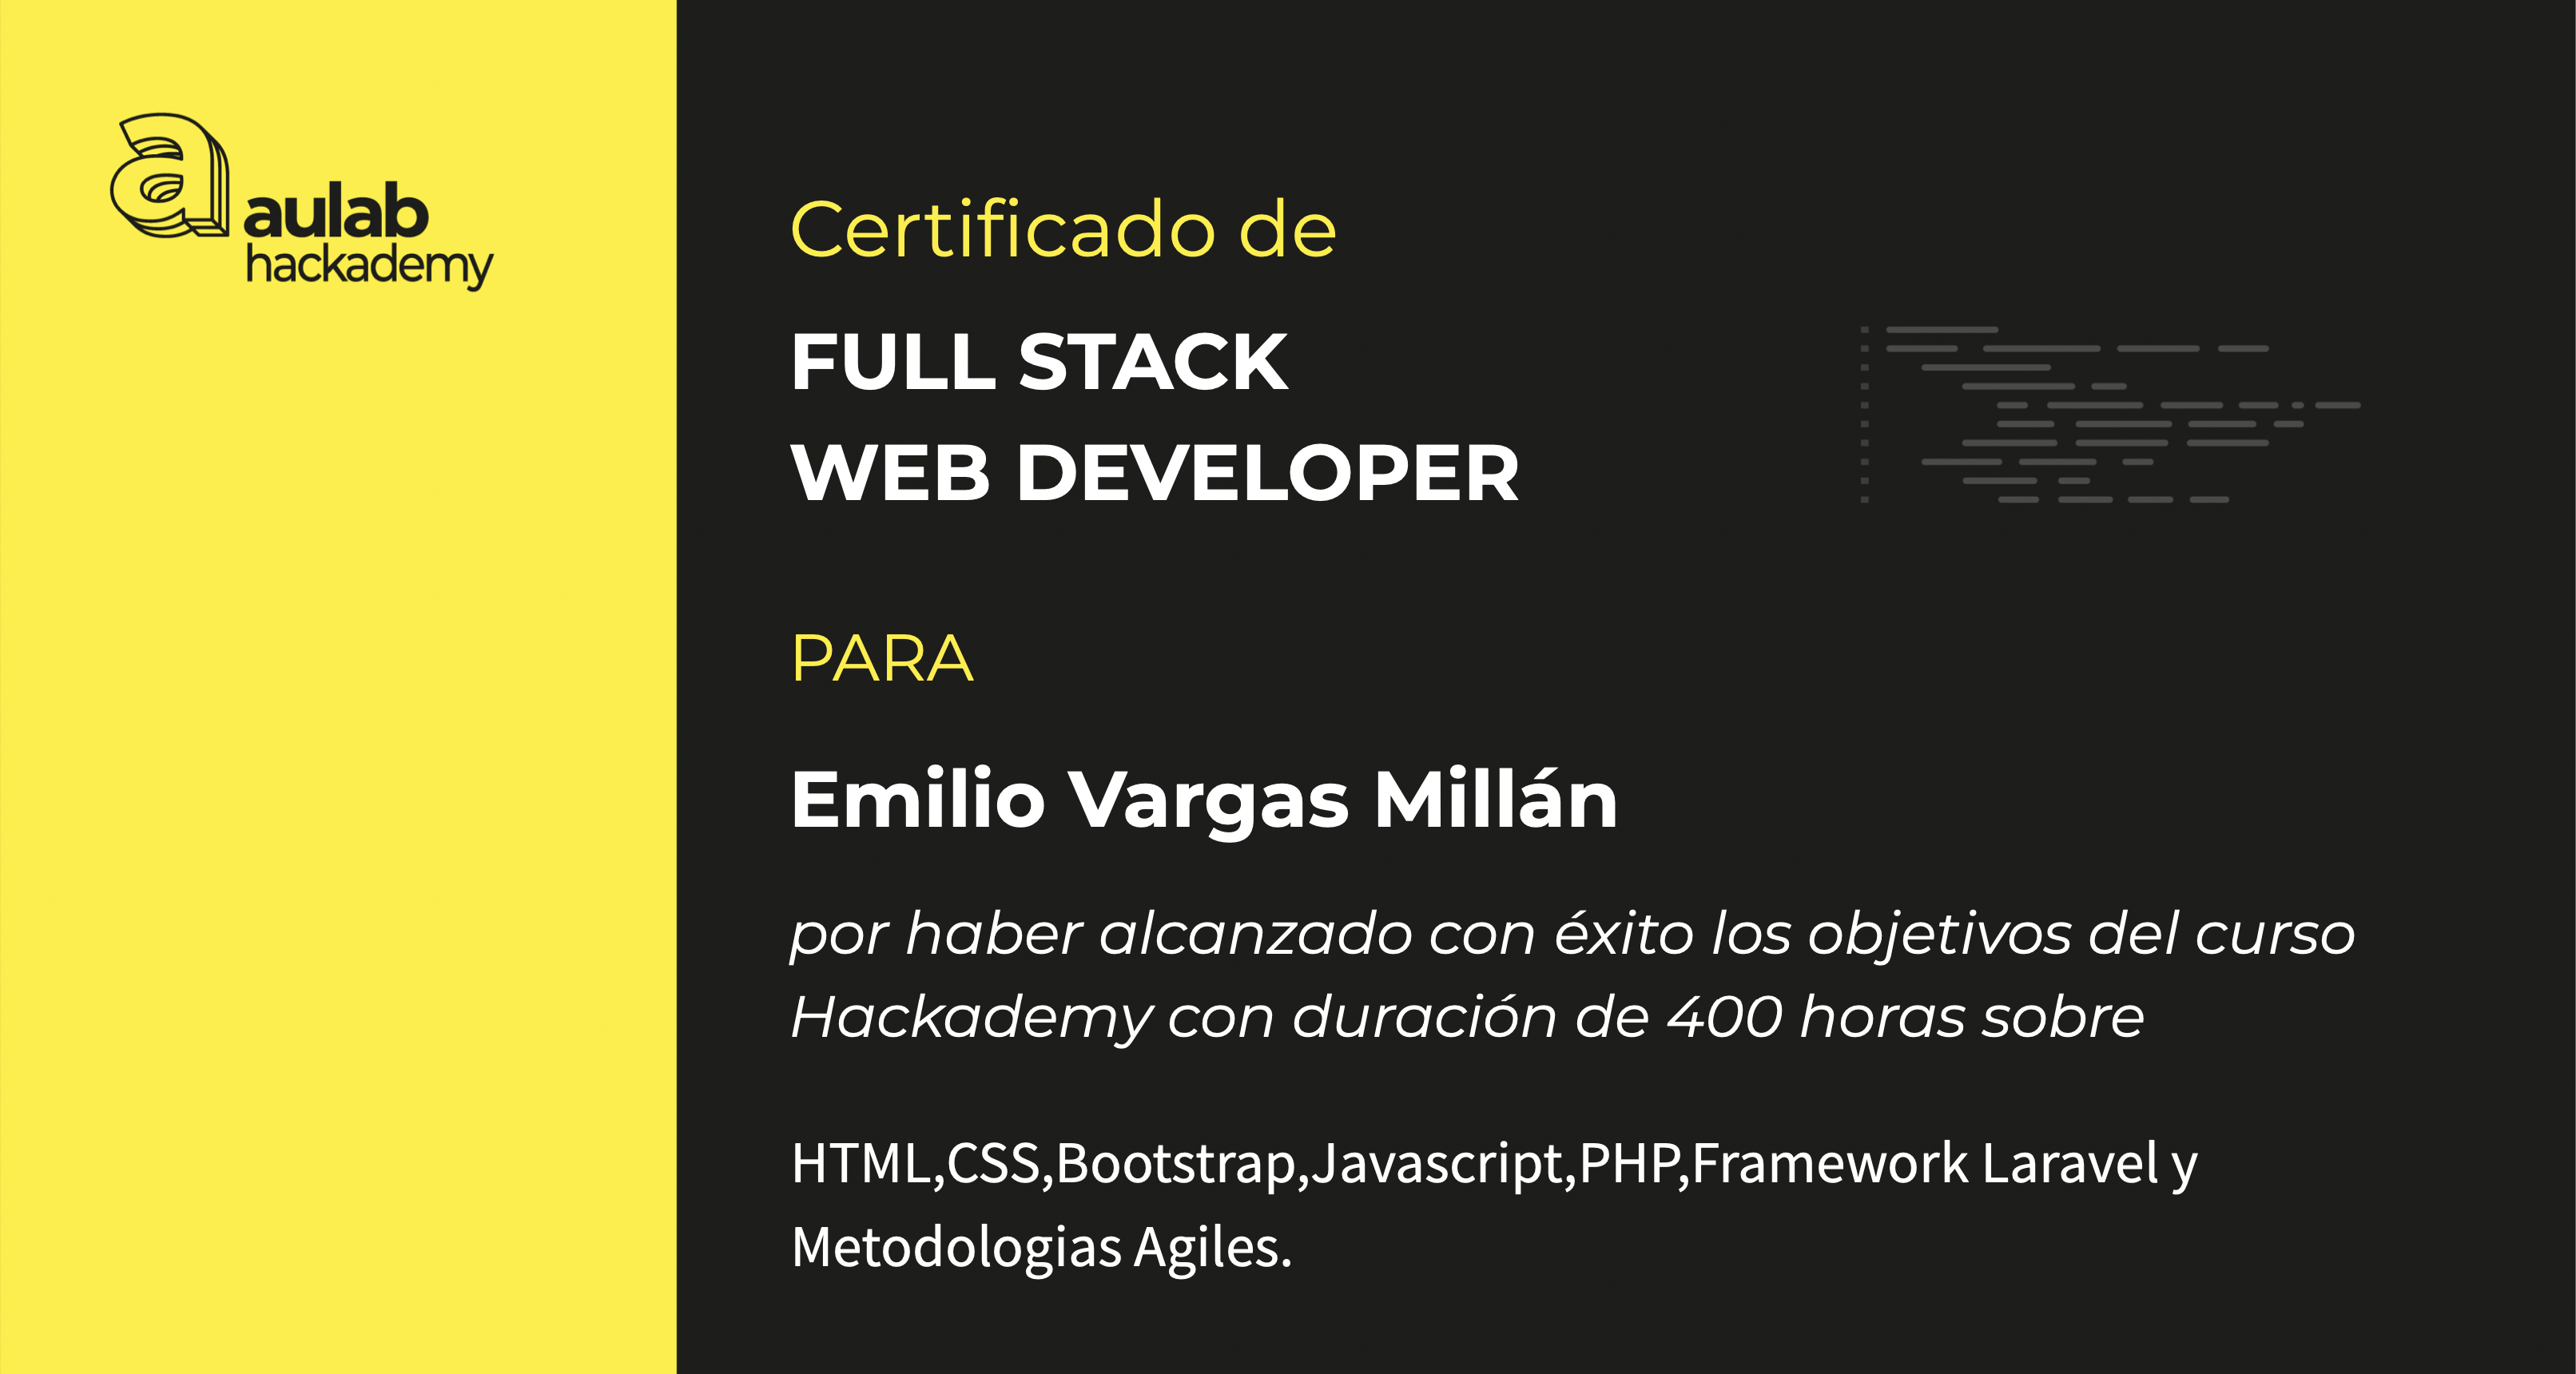 aulab
hackademy
Certificado de
FULL STACK
WEB DEVELOPER
PARA
Emilio Vargas Millán
por haber alcanzado con éxito los objetivos del curso
Hackademy con duración de 400 horas sobre
HTML,CSS,Bootstrap,Javascript,PHP,Framework Laravel y
Metodologias Agiles.